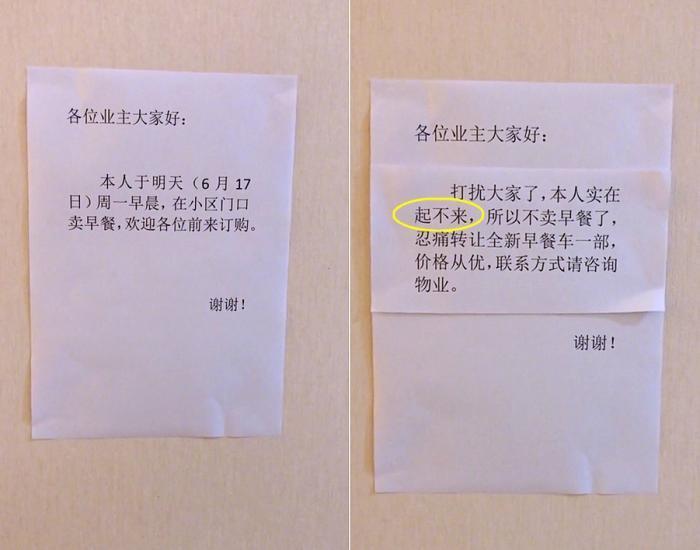 各位业主大家好：
本人于明天（6 月 17
日）周一早晨，在小区门口
卖早餐，欢迎各位前来订购。
谢谢！
各位业主大家好：
打扰大家了，本人实在
起不来，所以不卖早餐了，
忍痛转让全新早餐车一部，
价格从优，联系方式请咨询
物业。
谢谢！